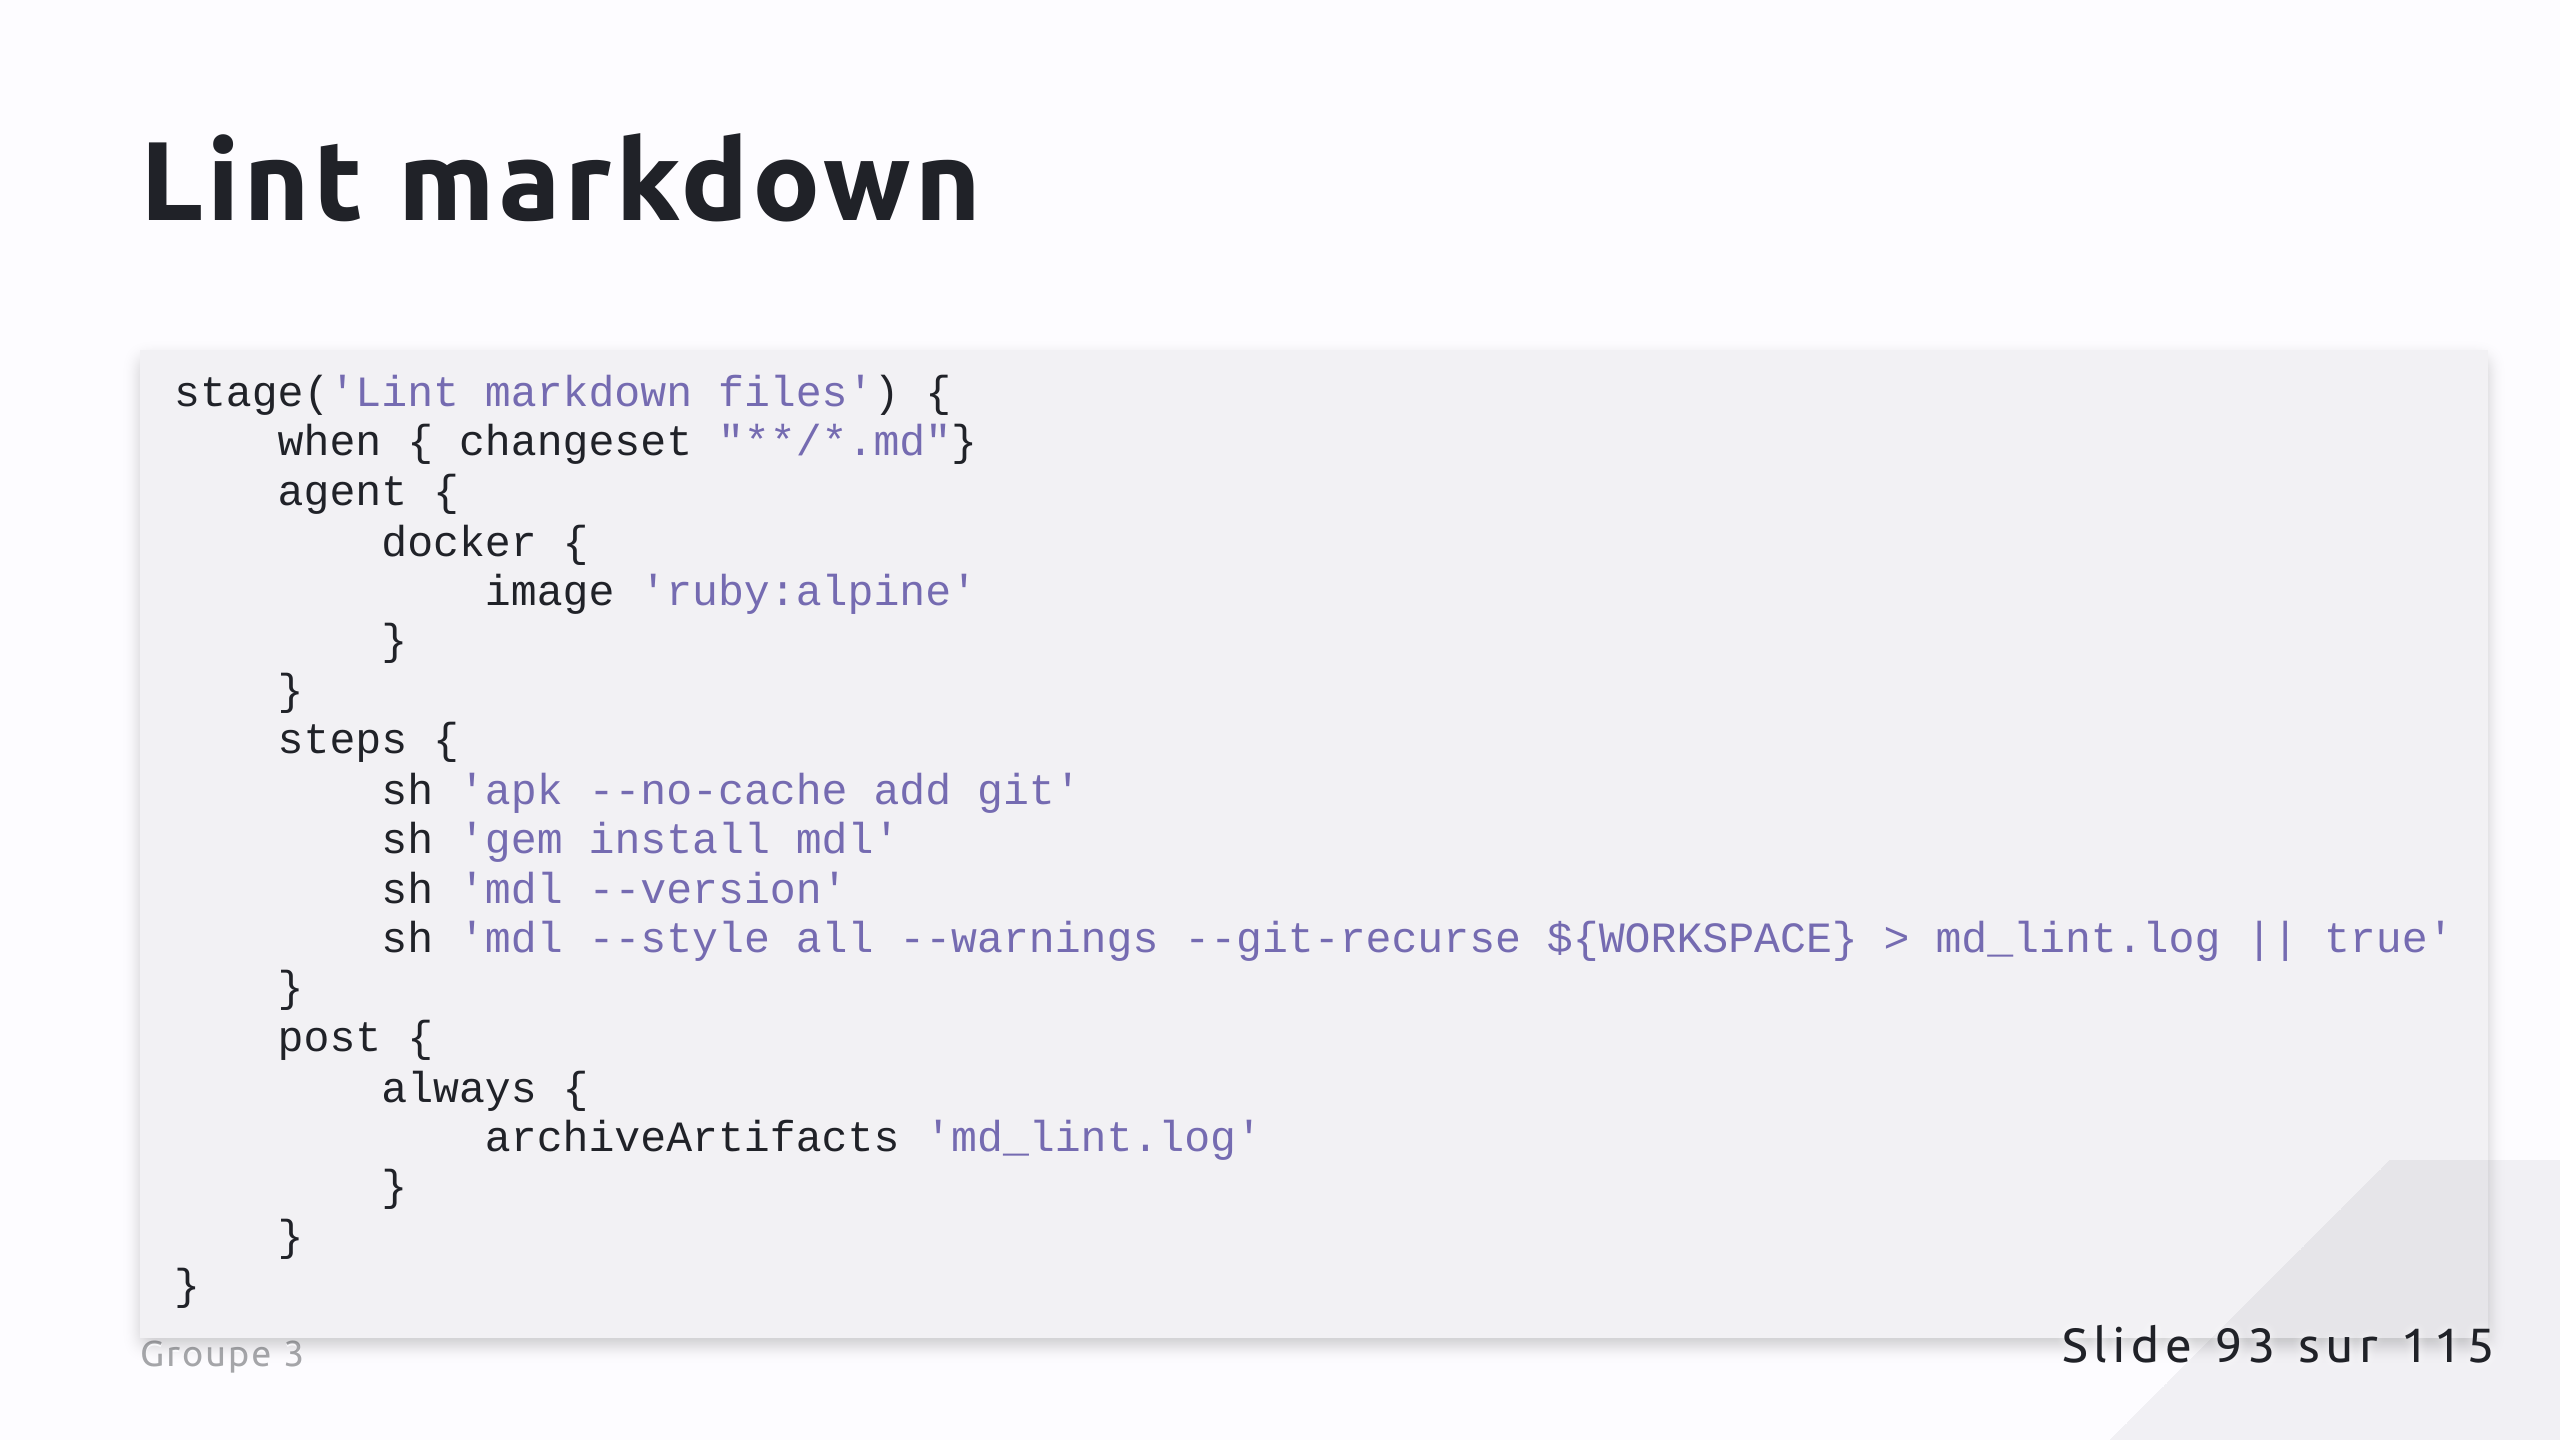 Lint markdown
stage('Lint markdown files') {
    when { changeset "**/*.md"}
    agent {
        docker {
            image 'ruby:alpine'
        }
    }
    steps {
        sh 'apk --no-cache add git'
        sh 'gem install mdl'
        sh 'mdl --version'
        sh 'mdl --style all --warnings --git-recurse ${WORKSPACE} > md_lint.log || true'
    }
    post {
        always {
            archiveArtifacts 'md_lint.log'
        }
    }
}
Groupe 3
Slide 93 sur 115